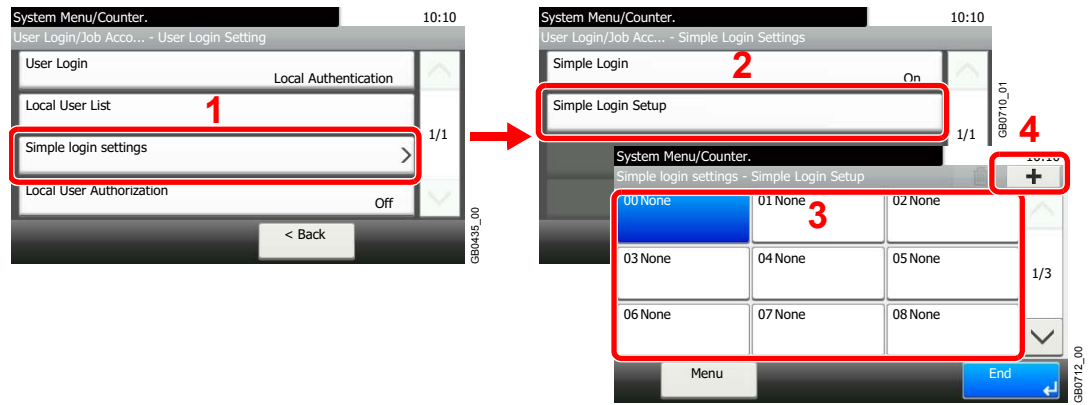 System Menu/Counter.
10:10
User Login/Job Acco... - User Login Setting
User Login
Local Authentication
Local User List
1
1/1
Simple login settings
Local User Authorization
Off
< Back
GB0435_00
System Menu/Counter.
10:10
User Login/Job Acc... - Simple Login Settings
Simple Login
2
On
Simple Login Setup
1/1
GB0710_01
4
System Menu/Counter.
10:10
Simple login settings - Simple Login Setup
+
00 None
01 None
02 None
3
03 None
04 None
05 None
1/3
06 None
07 None
08 None
Menu
End
GB0712_00